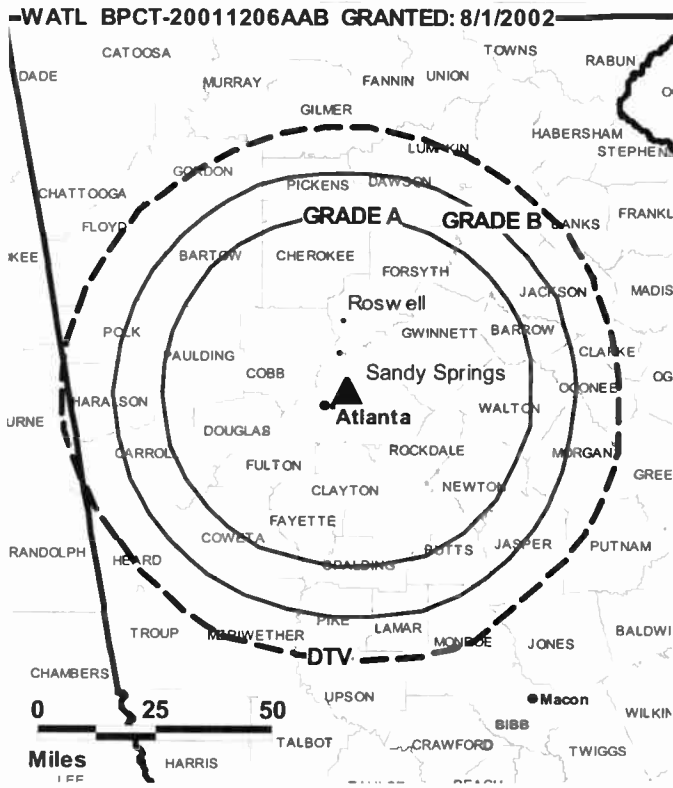 WATL BPCT-20011206AAB GRANTED: 8/1/2002
TOWNS
CATOOSA
RABUN
DADE
MURRAY
FANNIN
UNION
GILMER
HABERSHAM
LUMPKIN
STEPHEN
GORDON
PICKENS
DAWSON
CHATTOOGA
GRADE A
GRADE B
BANKS
FRANKL
FLOYD
KEE
BARTOW
CHEROKEE
FORSYTH
JACKSON
MADIS
Roswell
POLK
GWINNETT
BARROW
PAULDING
CLARKE
COBB
Sandy Springs
OCONEE
OG
HARALSON
Atlanta
WALTON
URNE
DOUGLAS
CARROLL
ROCKDALE
MORGAN
FULTON
GREE
CLAYTON
NEWTON
FAYETTE
COWETA
RANDOLPH
HEARD
SPALDING
BUTTS
JASPER
PUTNAM
PIKE
LAMAR
TROUP
MERIWETHER
MONROE
JONES
BALDWI
DTV
CHAMBERS
UPSON
Macon
0 25 50
BIBB
WILKIN
Miles
TALBOT
CRAWFORD
TWIGGS
HARRIS
LEE